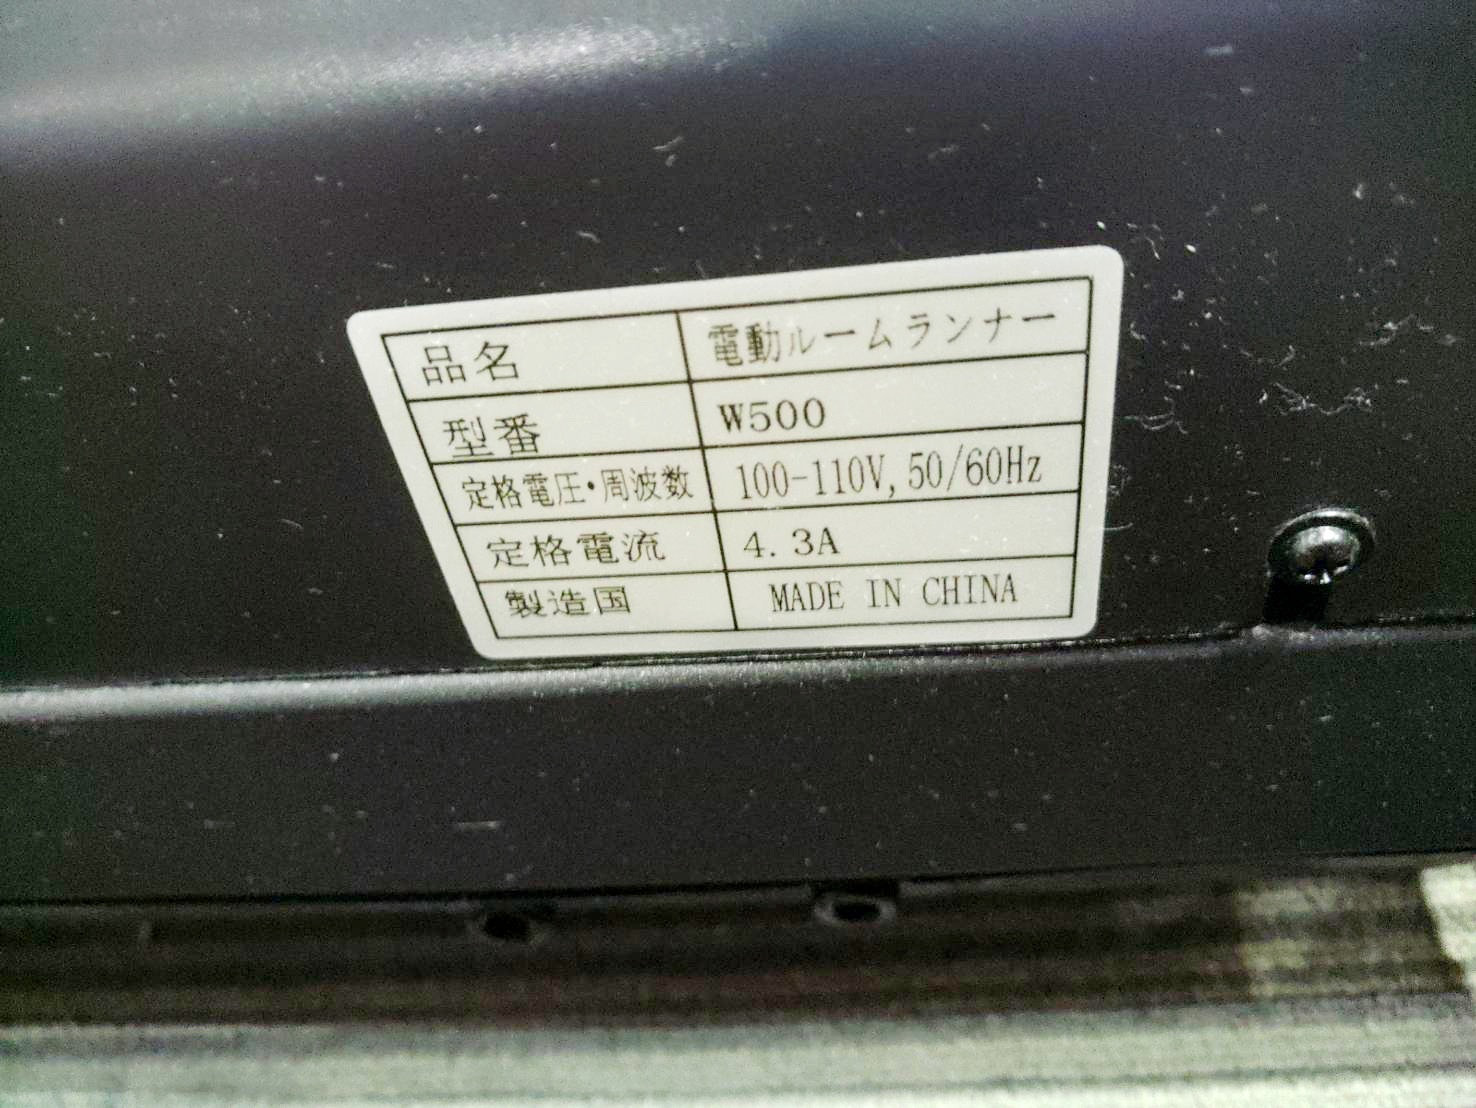 品名 電動ルームランナー
型番 W500
定格電圧・周波数 100-110V,50/60Hz
定格電流 4.3A
製造国 MADE IN CHINA